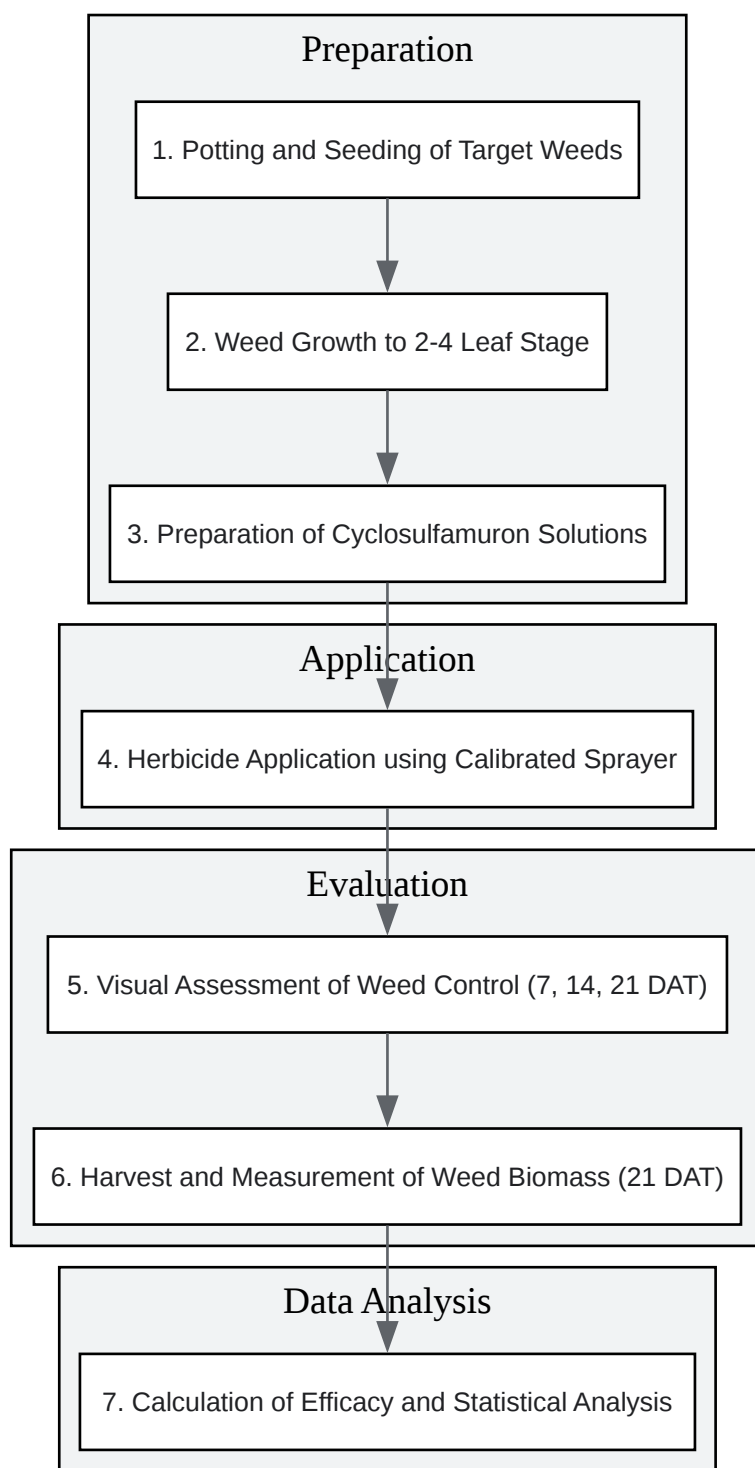 Preparation
1. Potting and Seeding of Target Weeds
2. Weed Growth to 2-4 Leaf Stage
3. Preparation of Cyclosulfamuron Solutions
Application
4. Herbicide Application using Calibrated Sprayer
Evaluation
5. Visual Assessment of Weed Control (7, 14, 21 DAT)
6. Harvest and Measurement of Weed Biomass (21 DAT)
Data Analysis
7. Calculation of Efficacy and Statistical Analysis